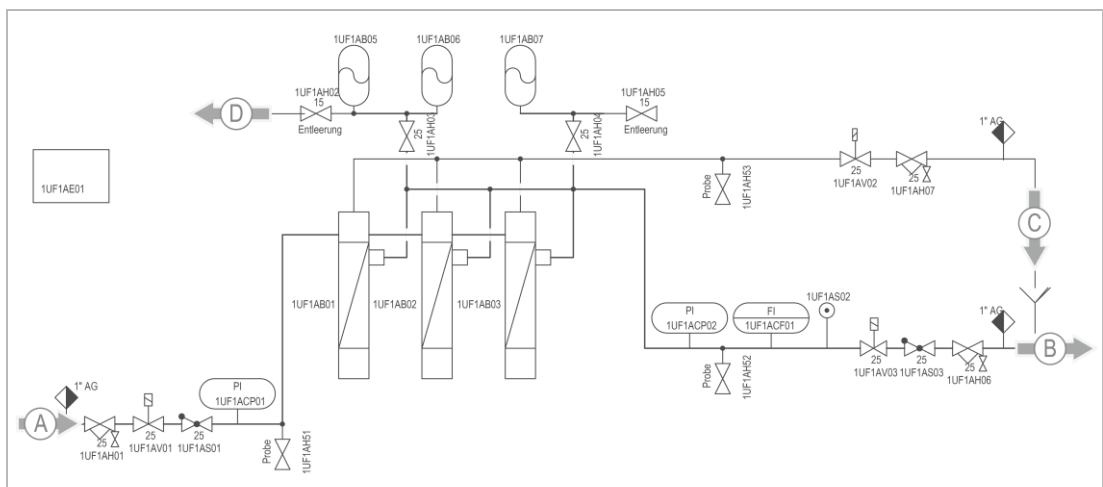 1UF1AB05
1UF1AB06
1UF1AB07
1UF1AH02
15
Entleerung
D
25
1UF1AH03
25
1UF1AH04
1UF1AH05
15
Entleerung
1UF1AE01
Probe
1UF1AH53
25
1UF1AV02
25
1UF1AH07
1" AG
C
1UF1AB01
1UF1AB02
1UF1AB03
PI
1UF1ACP02
FI
1UF1ACF01
1UF1AS02
1" AG
B
Probe
1UF1AH52
25
1UF1AV03
25
1UF1AS03
25
1UF1AH06
1" AG
A
25
1UF1AH01
25
1UF1AV01
25
1UF1AS01
PI
1UF1ACP01
Probe
1UF1AH51